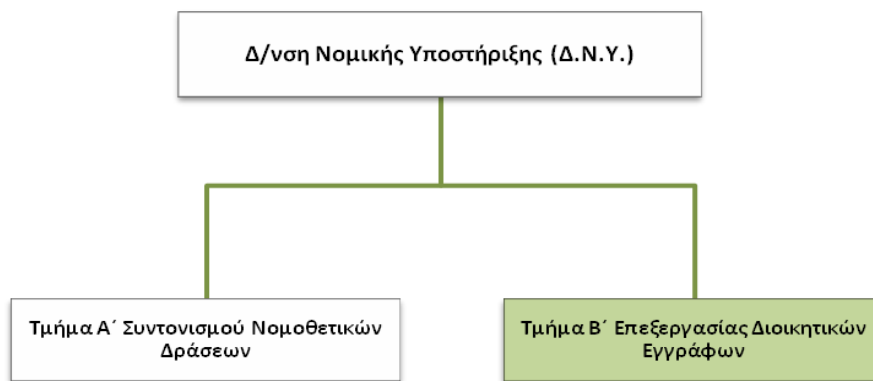 Δ/νση Νομικής Υποστήριξης (Δ.Ν.Υ.)
Τμήμα Α΄ Συντονισμού Νομοθετικών
Δράσεων
Τμήμα Β΄ Επεξεργασίας Διοικητικών
Εγγράφων